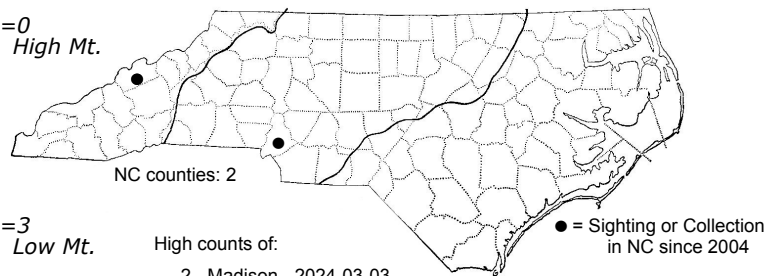 =0
High Mt.
NC counties: 2
=3
Low Mt.
High counts of:
2 - Madison - 2024-03-03
● = Sighting or Collection
in NC since 2004